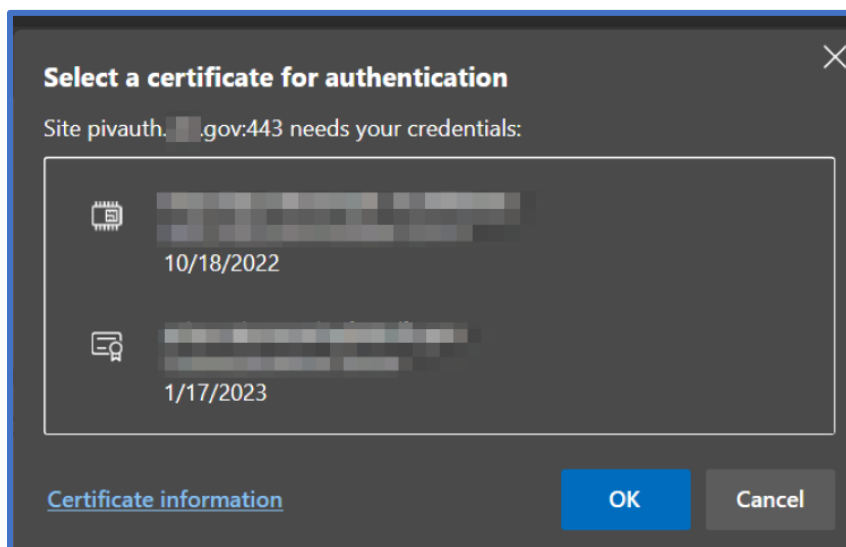 Select a certificate for authentication
Site pivauth. .gov:443 needs your credentials:
10/18/2022
1/17/2023
Certificate information
OK
Cancel